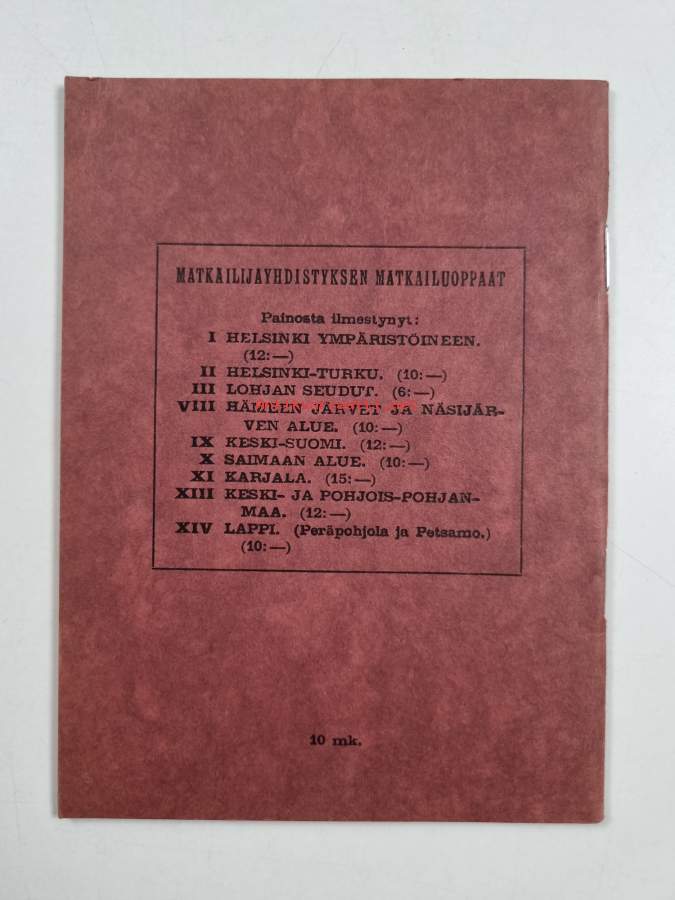 MATKAILIJAYHDISTYKSEN MATKAILUOPPAAT
Painosta ilmestynyt:
I HELSINKI YMPÄRISTÖINEEN.
(12:—)
II HELSINKI-TURKU. (10:—)
III LOHJAN SEUDUT. (6:—)
VIII HÄMEEN JÄRVET JA NÄSIJÄR-
VEN ALUE. (10:—)
IX KESKI-SUOMI. (12:—)
X SAIMAAN ALUE. (10:—)
XI KARJALA. (15:—)
XIII KESKI- JA POHJOIS-POHJAN-
MAA. (12:—)
XIV LAPPI. (Peräpohjola ja Petsamo.)
(10:—)
10 mk.